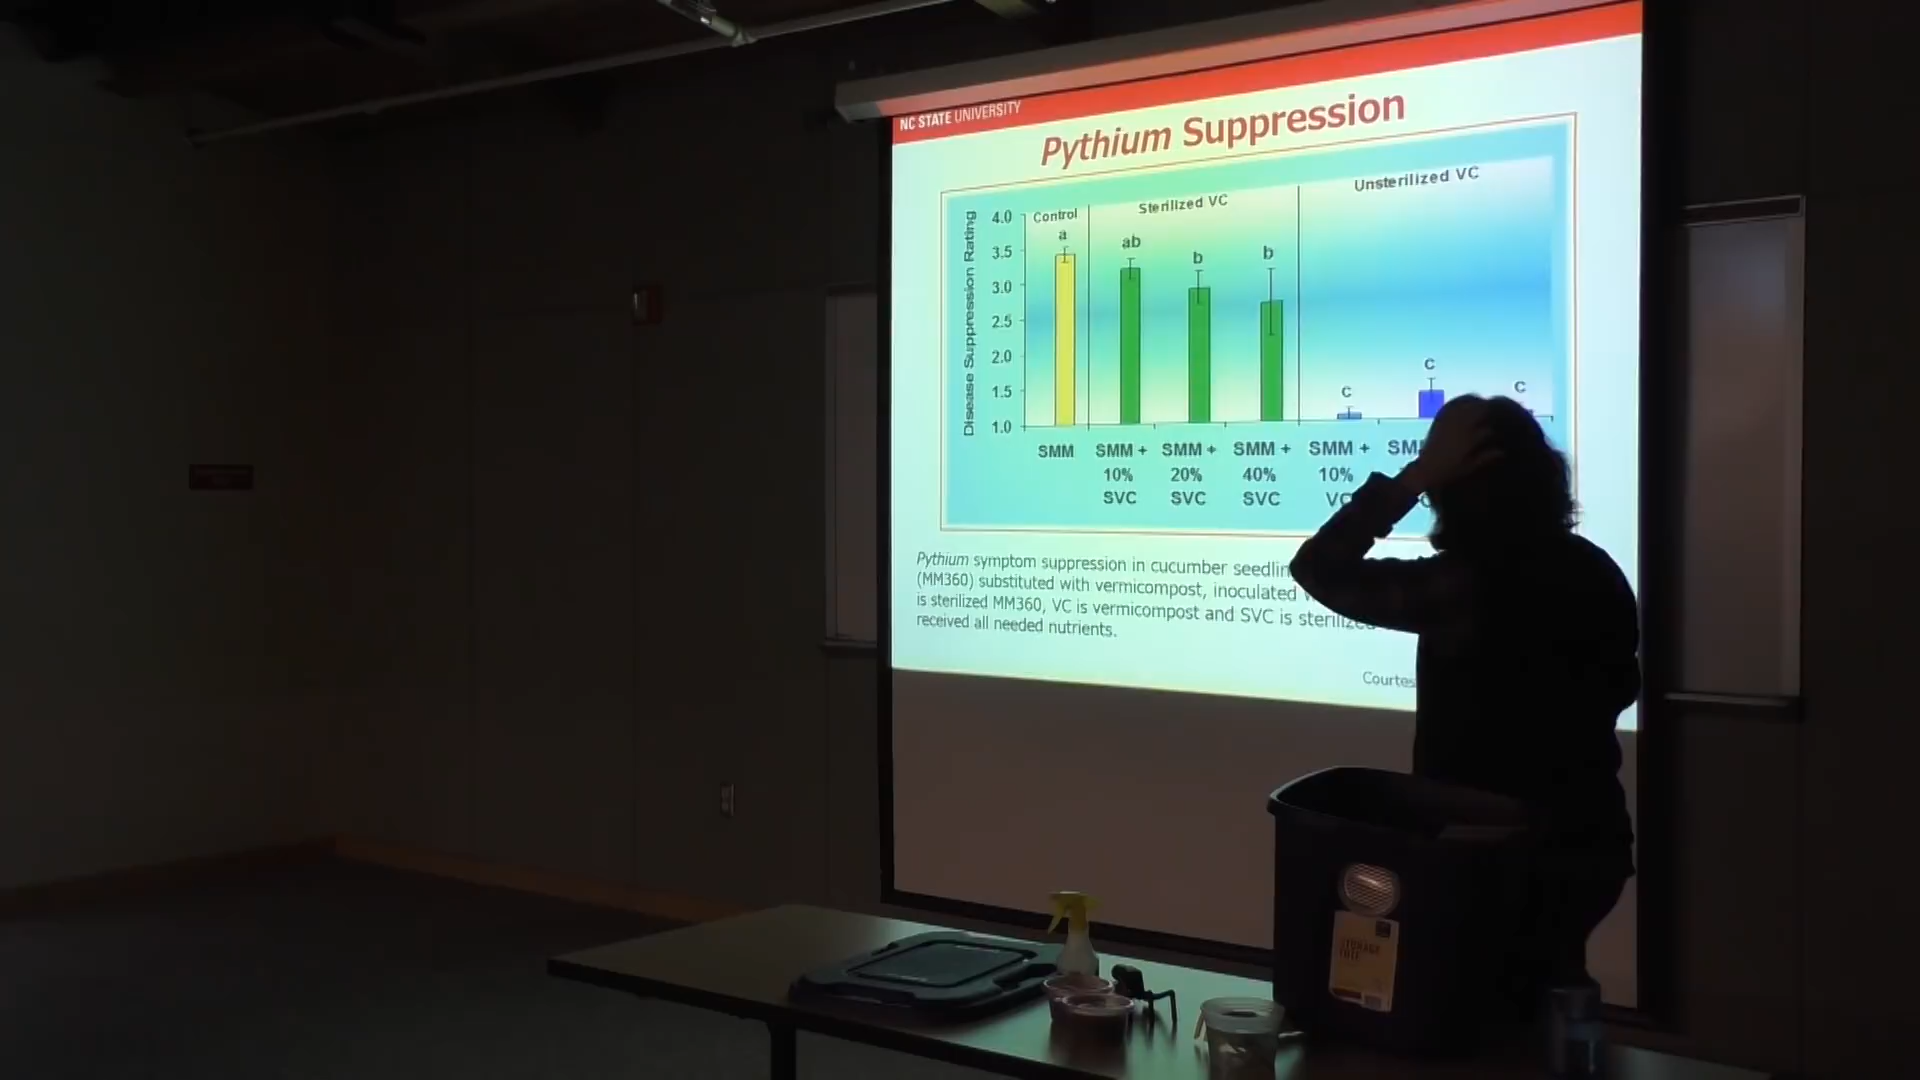 NC STATE UNIVERSITY
Pythium Suppression
Control
Sterilized VC
Unsterilized VC
Disease Suppression Rating
4.0
3.5
3.0
2.5
2.0
1.5
1.0
a
ab
b
b
c
c
c
SMM
SMM +
10%
SVC
SMM +
20%
SVC
SMM +
40%
SVC
SMM +
10%
Pythium symptom suppression in cucumber
(MM360) substituted with vermicompost, inoculated
is sterilized MM360, VC is vermicompost and SVC is
received all needed nutrients.
STORAGE
TOTE